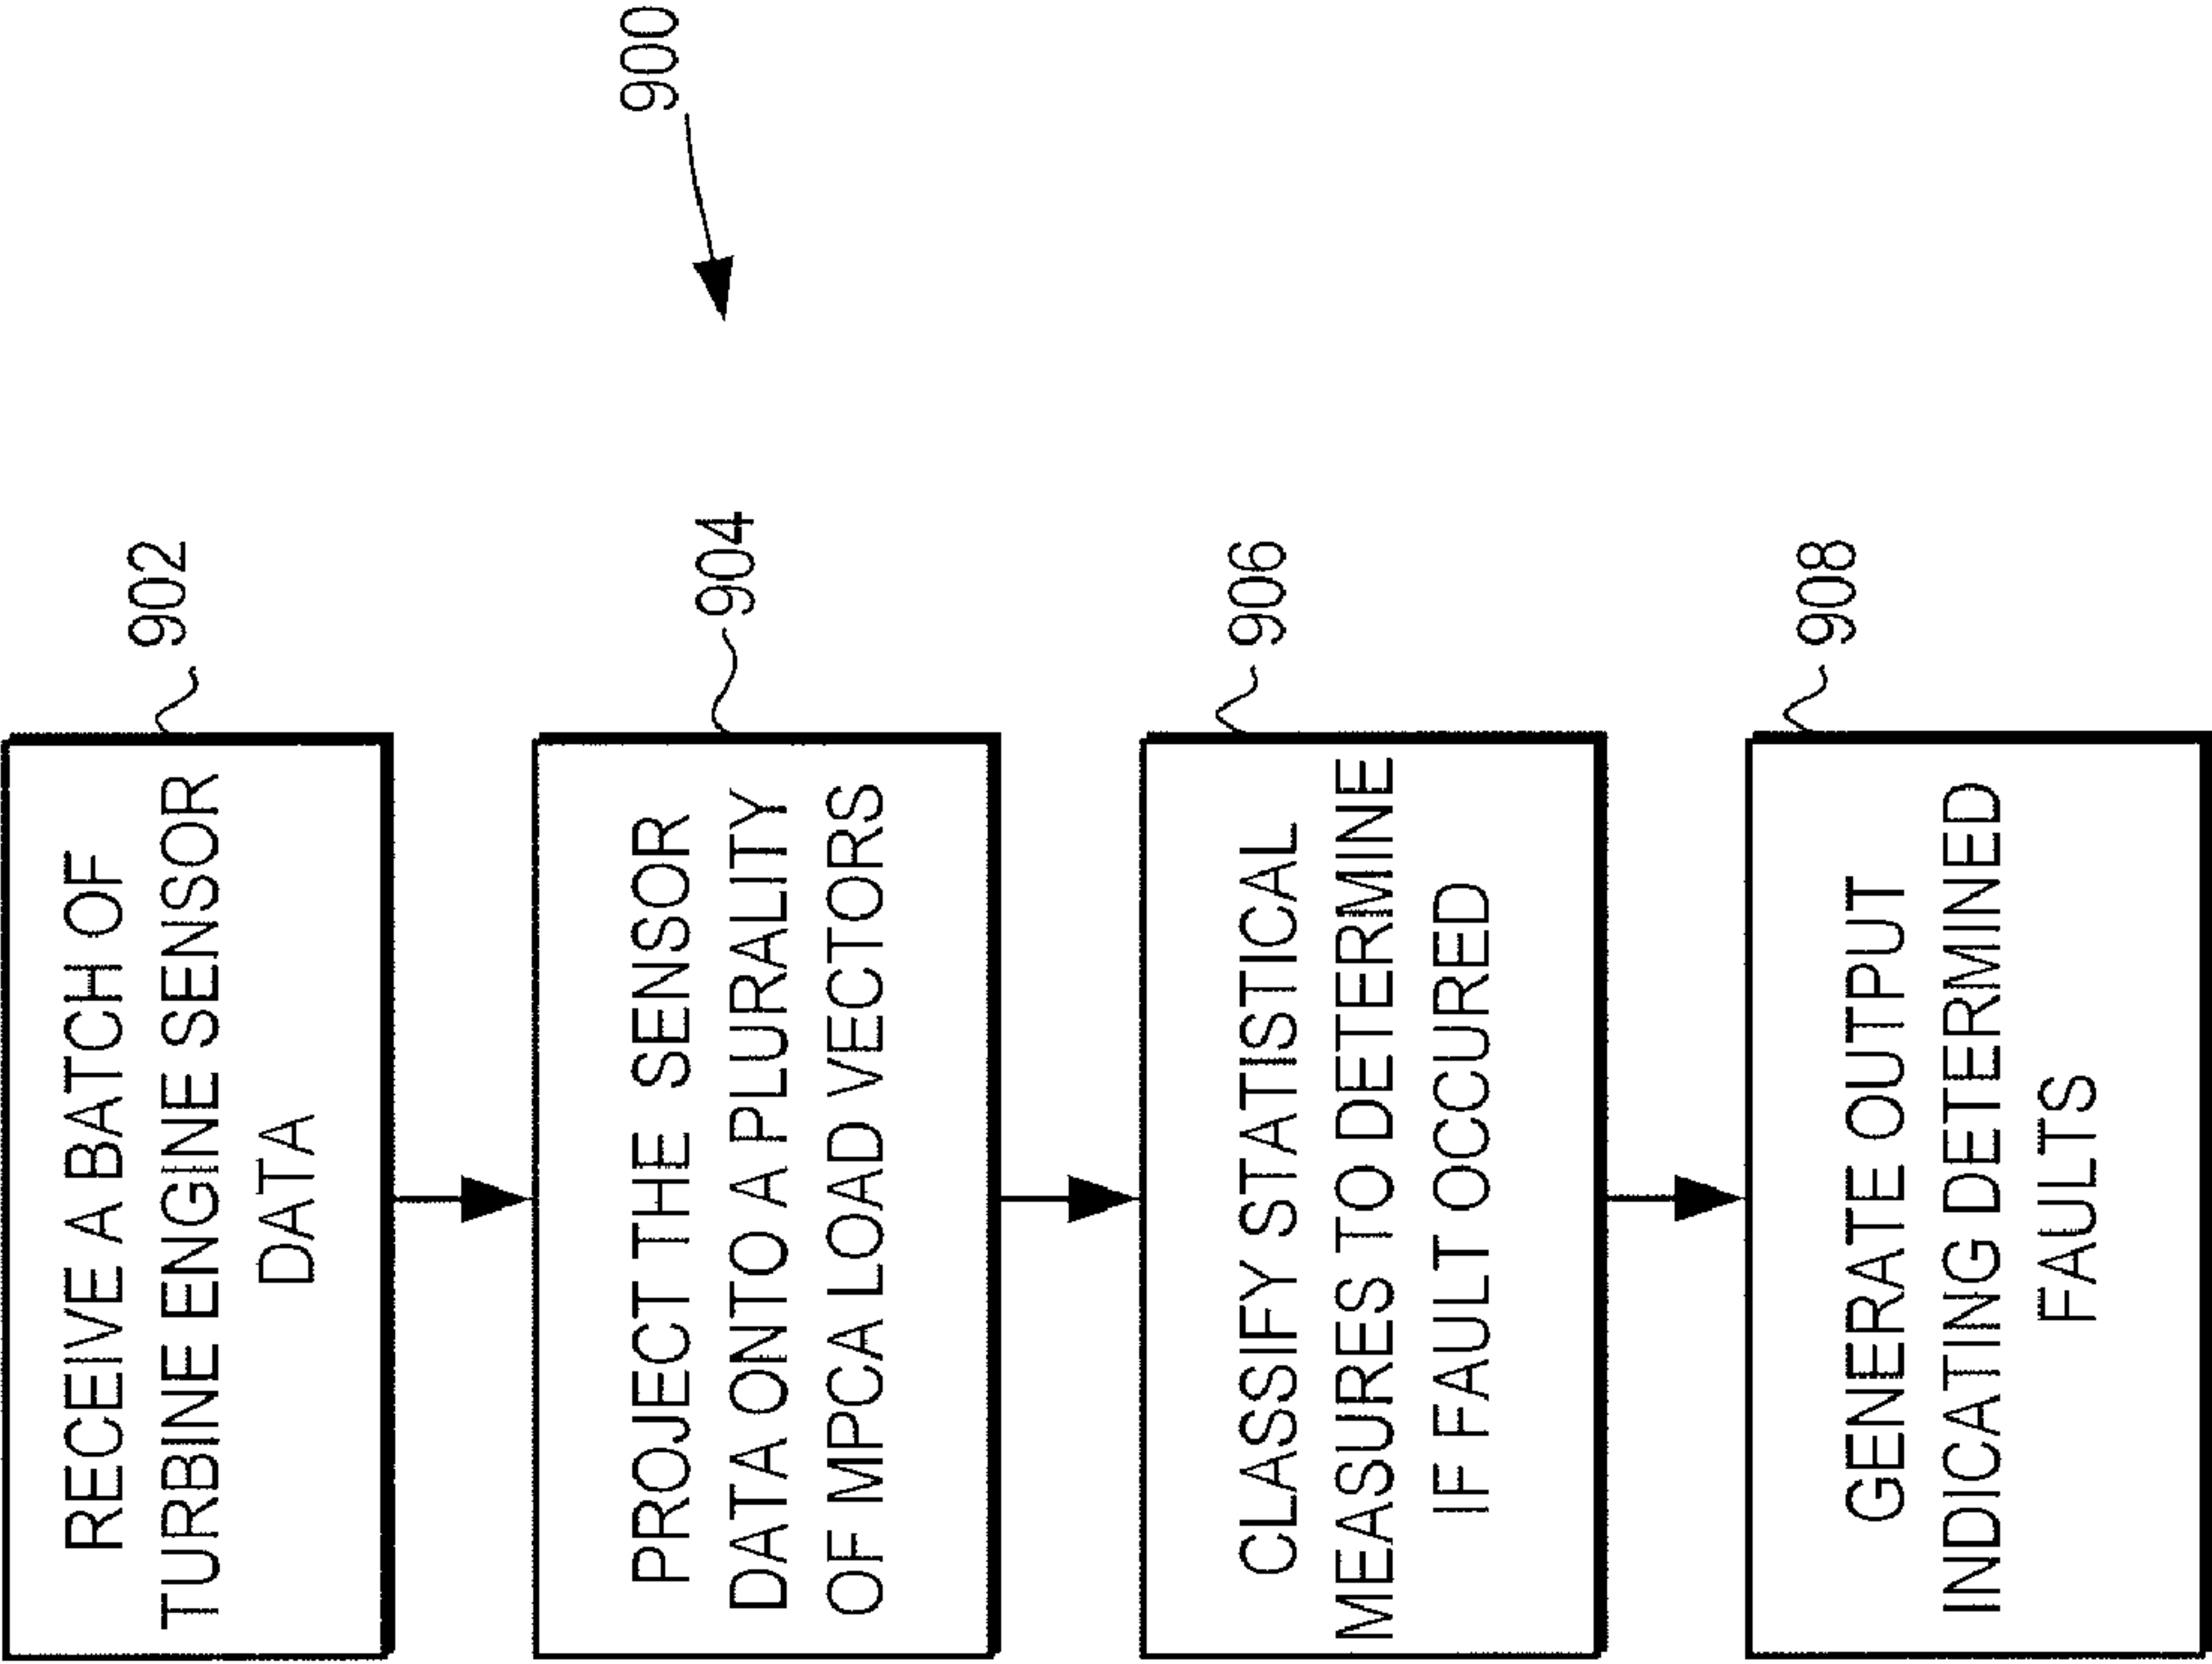 900
RECEIVE A BATCH OF
TURBINE ENGINE SENSOR
DATA
902
PROJECT THE SENSOR
DATA ONTO A PLURALITY
OF MPCA LOAD VECTORS
904
CLASSIFY STATISTICAL
MEASURES TO DETERMINE
IF FAULT OCCURED
906
GENERATE OUTPUT
INDICATING DETERMINED
FAULTS
908